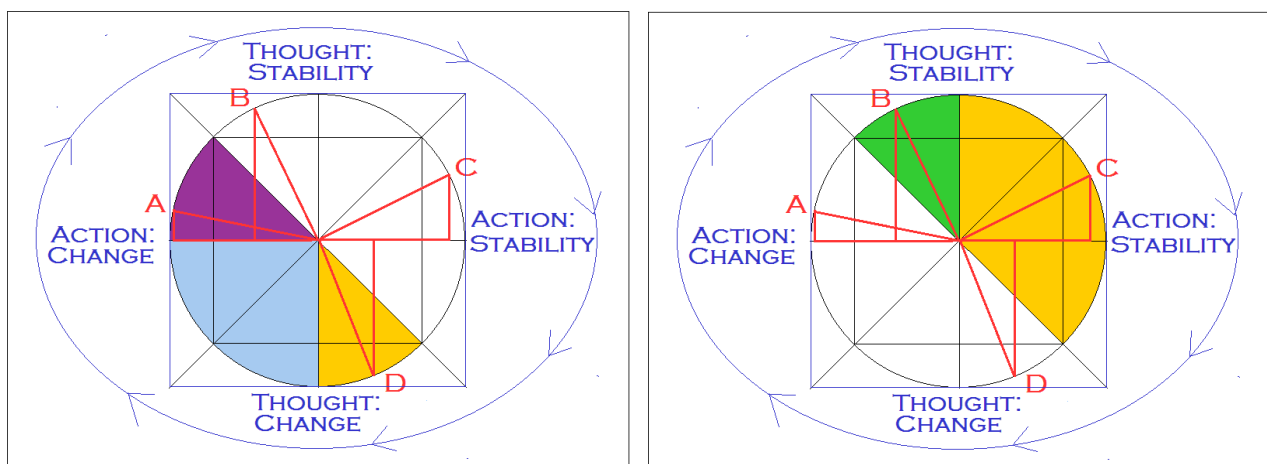 THOUGHT:
STABILITY
B
C
A
ACTION:
CHANGE
ACTION:
STABILITY
D
THOUGHT:
CHANGE
THOUGHT:
STABILITY
B
C
A
ACTION:
CHANGE
ACTION:
STABILITY
D
THOUGHT:
CHANGE